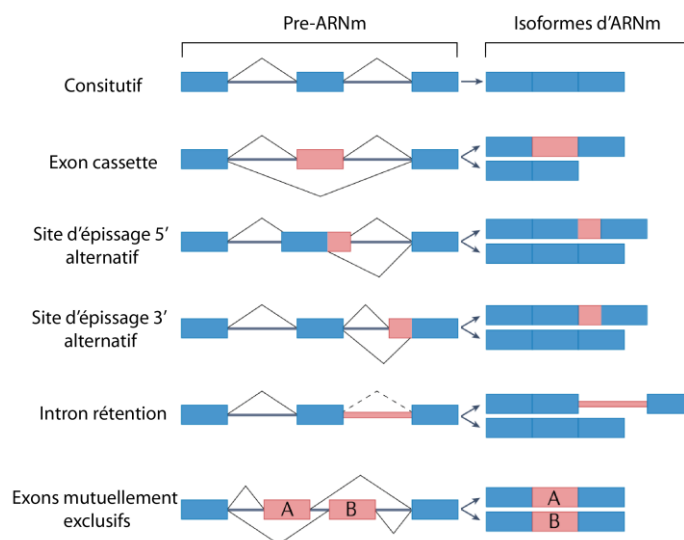 Pre-ARNm
Isoformes d'ARNm
Consitutif
Exon cassette
Site d'épissage 5'
alternatif
Site d'épissage 3'
alternatif
Intron rétention
Exons mutuellement
exclusifs
A
B
A
B